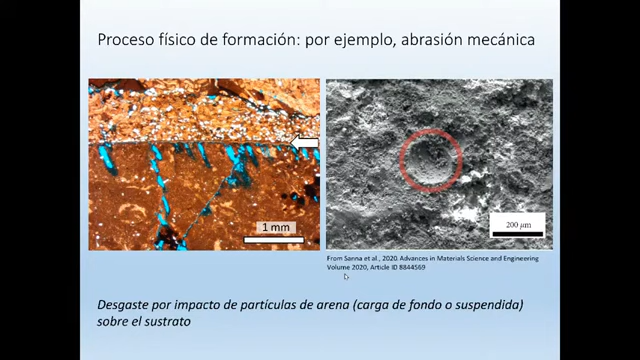 Proceso físico de formación: por ejemplo, abrasión mecánica
1 mm
200 µm
From Sanna et al., 2020. Advances in Materials Science and Engineering
Volume 2020, Article ID 8844569
Desgaste por impacto de partículas de arena (carga de fondo o suspendida)
sobre el sustrato